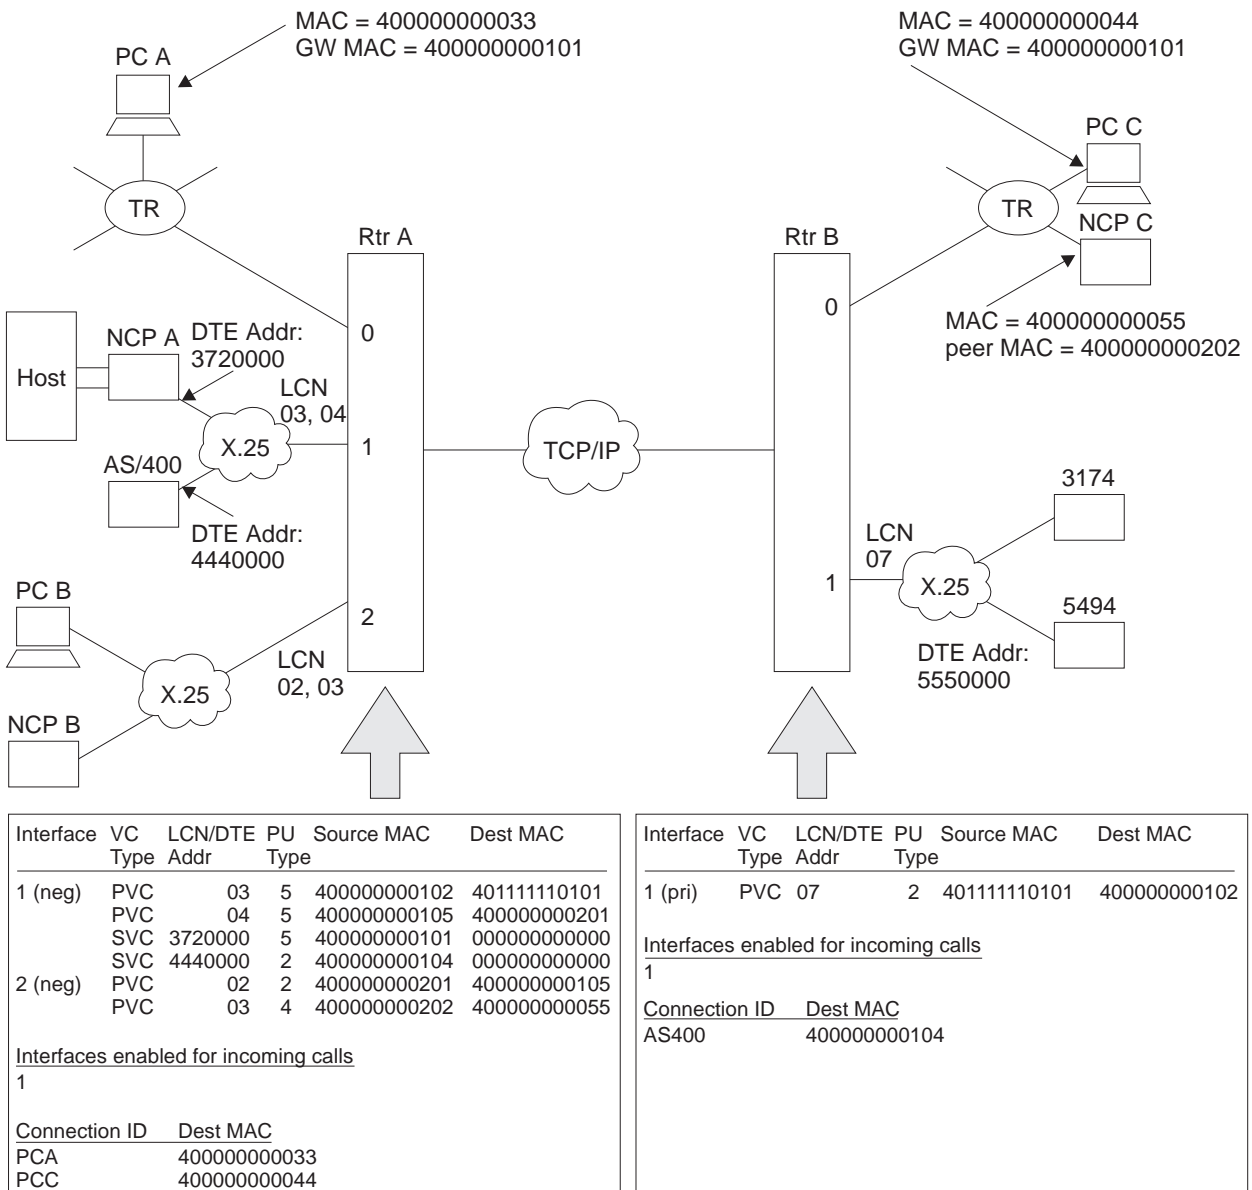 MAC = 400000000033
GW MAC = 400000000101
PC A
TR
MAC = 400000000044
GW MAC = 400000000101
PC C
TR
NCP C
MAC = 400000000055
peer MAC = 400000000202
Rtr A
0
1
2
Rtr B
0
1
Host
NCP A
DTE Addr:
3720000
LCN
03, 04
X.25
AS/400
DTE Addr:
4440000
TCP/IP
PC B
X.25
NCP B
LCN
02, 03
LCN
07
X.25
3174
5494
DTE Addr:
5550000
Interface VC LCN/DTE PU Source MAC Dest MAC
Type Addr Type
1 (neg) PVC 03 5 400000000102 401111110101
PVC 04 5 400000000105 400000000201
SVC 3720000 5 400000000101 000000000000
SVC 4440000 2 400000000104 000000000000
2 (neg) PVC 02 2 400000000201 400000000105
PVC 03 4 400000000202 400000000055
Interfaces enabled for incoming calls
1
Connection ID Dest MAC
PCA 400000000033
PCC 400000000044
Interface VC LCN/DTE PU Source MAC Dest MAC
Type Addr Type
1 (pri) PVC 07 2 401111110101 400000000102
Interfaces enabled for incoming calls
1
Connection ID Dest MAC
AS400 400000000104